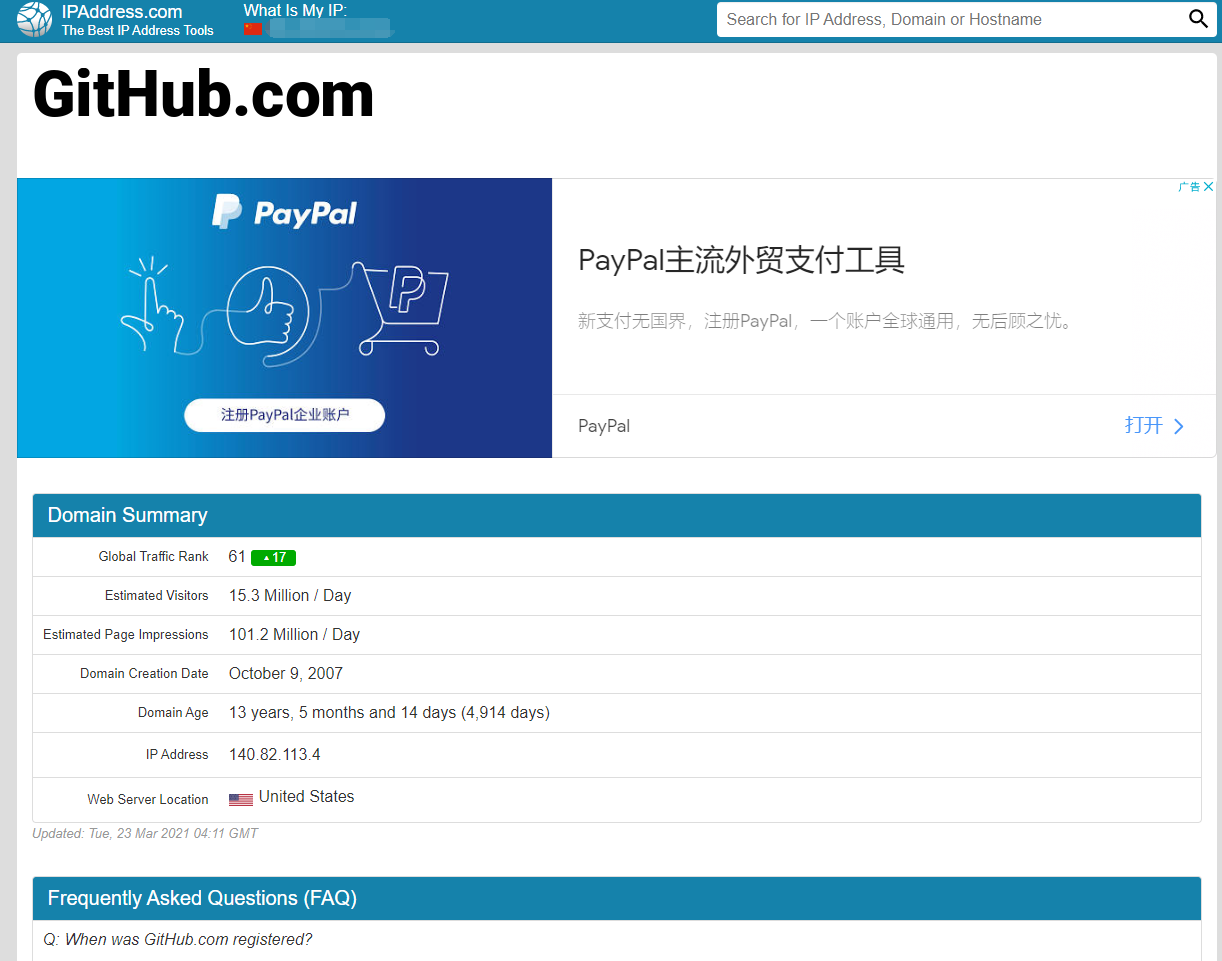 IPAddress.com
The Best IP Address Tools
What Is My IP:
Search for IP Address, Domain or Hostname
GitHub.com
广告
PayPal
注册PayPal企业账户
PayPal主流外贸支付工具
新支付无国界，注册PayPal，一个账户全球通用，无后顾之忧。
PayPal
打开
Domain Summary
Global Traffic Rank 61 ▲17
Estimated Visitors 15.3 Million / Day
Estimated Page Impressions 101.2 Million / Day
Domain Creation Date October 9, 2007
Domain Age 13 years, 5 months and 14 days (4,914 days)
IP Address 140.82.113.4
Web Server Location United States
Updated: Tue, 23 Mar 2021 04:11 GMT
Frequently Asked Questions (FAQ)
Q: When was GitHub.com registered?